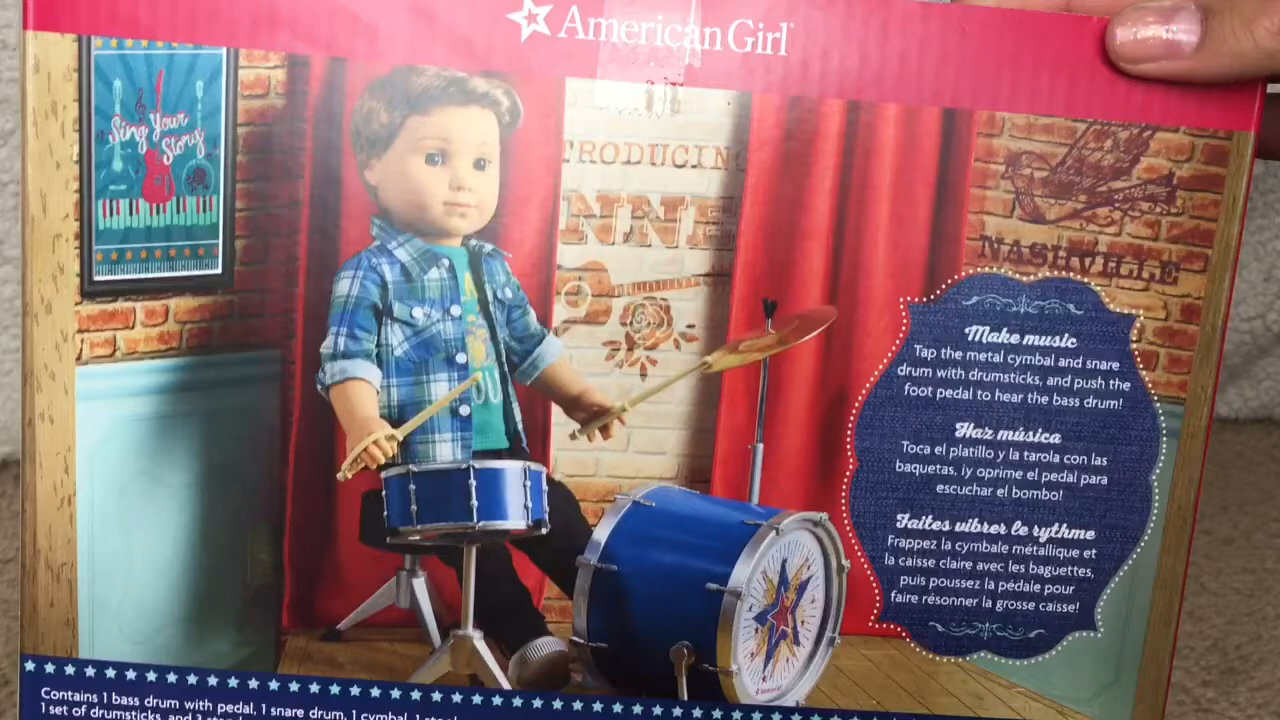 American Girl
Sing Your
Story
NASHVILLE
Make music
Tap the metal cymbal and snare
drum with drumsticks, and push the
foot pedal to hear the bass drum!
Haz música
Toca el platillo y la tarola con las
baquetas, ¡y oprime el pedal para
escuchar el bombo!
Faites vibrer le rythme
Frappez la cymbale métallique et
la caisse claire avec les baguettes,
puis poussez la pédale pour
faire résonner la grosse caisse!
Contains 1 bass drum with pedal, 1 snare drum, 1 cymbal,
1 set of drumsticks, and